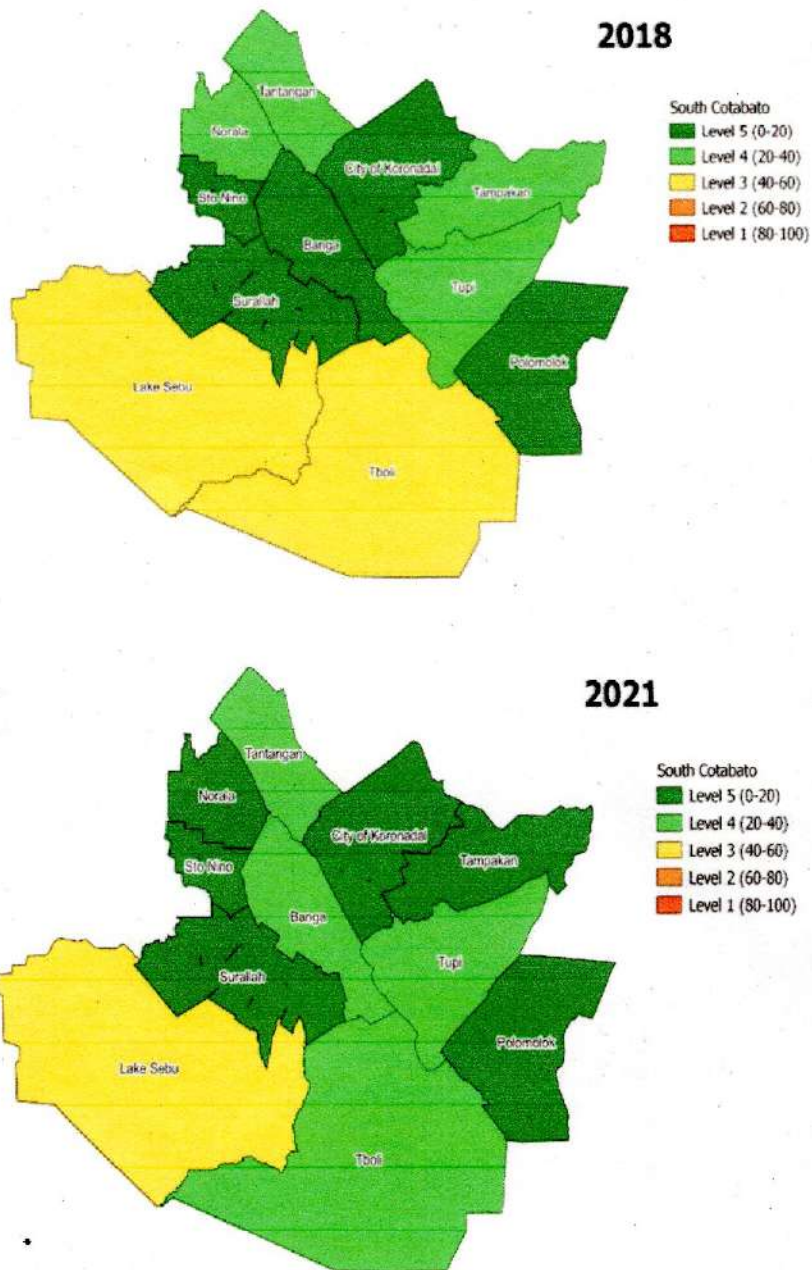 2018
South Cotabato
Level 5 (0-20)
Level 4 (20-40)
Level 3 (40-60)
Level 2 (60-80)
Level 1 (80-100)
Tantangan
Norala
City of Koronadal
Sto Nino
Tampakan
Banga
Tupi
Surallah
Polomolok
Lake Sebu
Tboli
2021
South Cotabato
Level 5 (0-20)
Level 4 (20-40)
Level 3 (40-60)
Level 2 (60-80)
Level 1 (80-100)
Tantangan
Norala
City of Koronadal
Sto Nino
Tampakan
Banga
Tupi
Surallah
Polomolok
Lake Sebu
Tboli